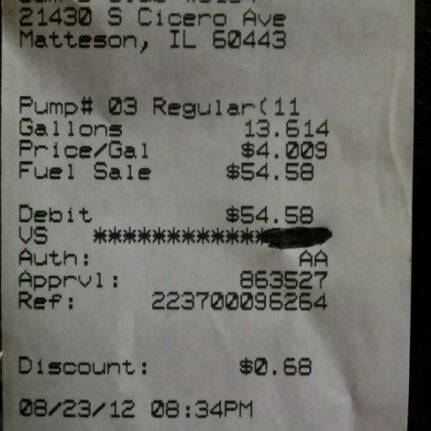 21430 S Cicero Ave
Matteson, IL 60443
Pump# 03 Regular(11
Gallons 13.614
Price/Gal $4.009
Fuel Sale $54.58
Debit $54.58
VS ************
Auth: AA
Apprvl: 863527
Ref: 223700096264
Discount: $0.68
08/23/12 08:34PM